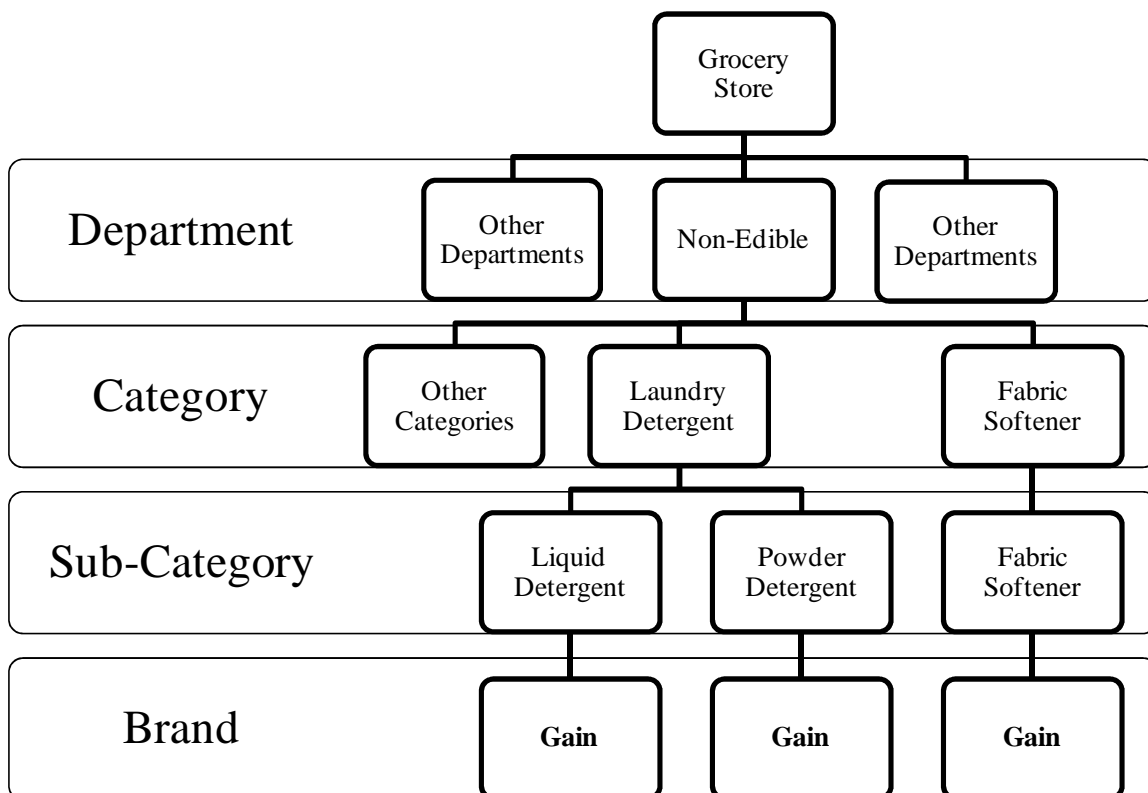 Grocery
Store
Department
Other
Departments
Non-Edible
Other
Departments
Category
Other
Categories
Laundry
Detergent
Fabric
Softener
Sub-Category
Liquid
Detergent
Powder
Detergent
Fabric
Softener
Brand
Gain
Gain
Gain